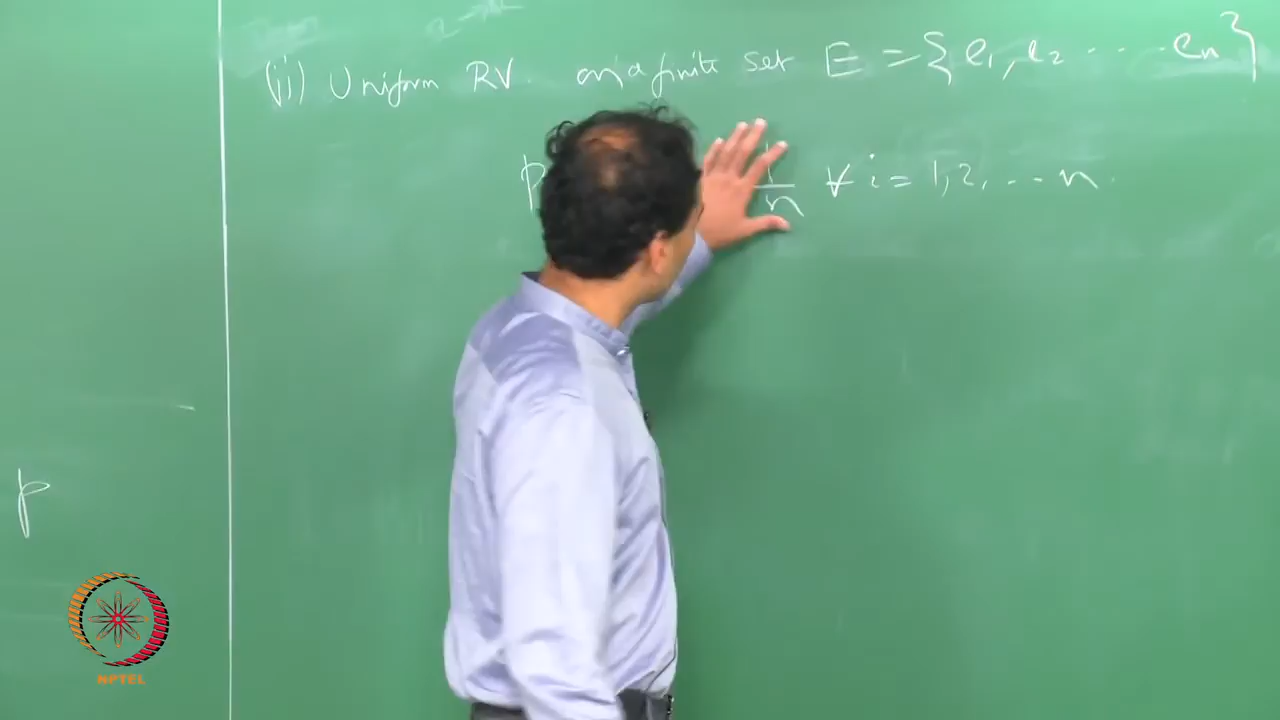 (ii) Uniform RV. on a finite set E = {e₁, e₂ ... eₙ}
p 1/n ∀ i = 1, 2, ... n.
p
NPTEL